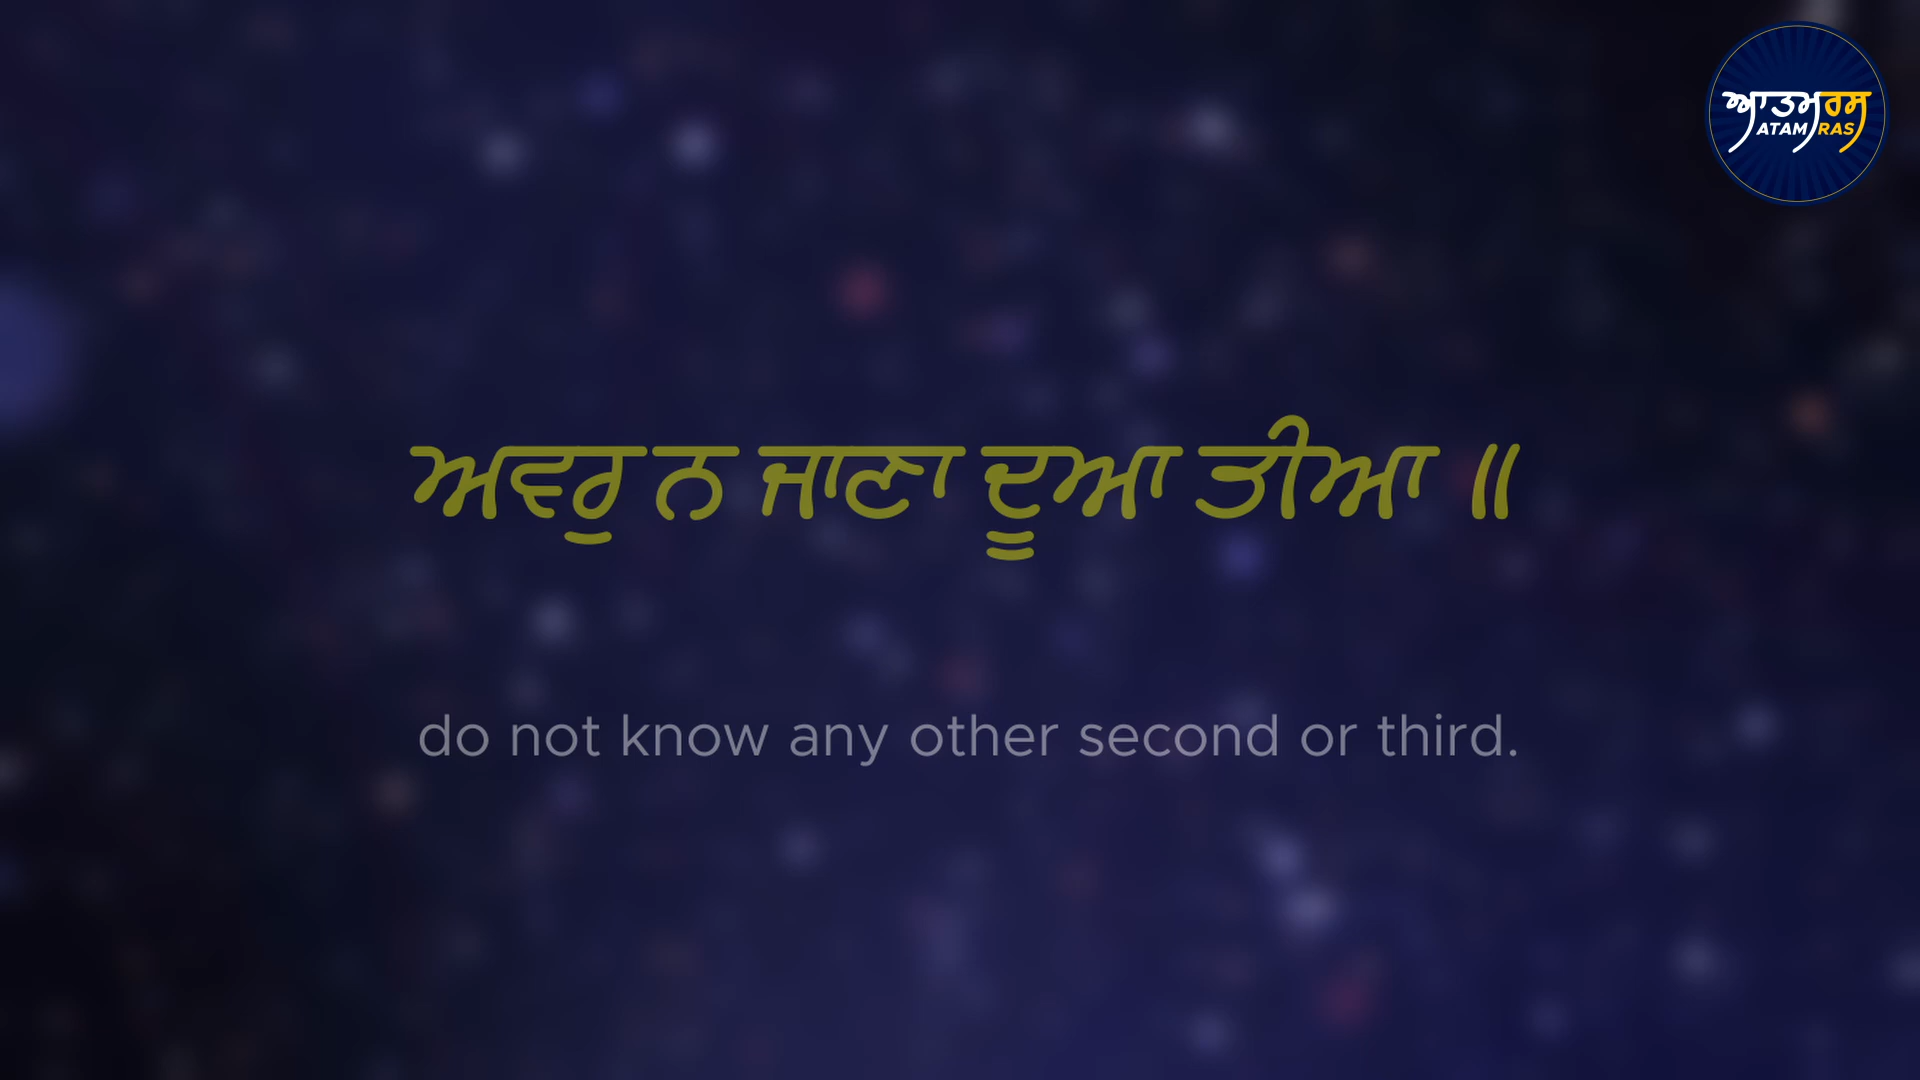 ਆਤਮਰਸ
ATAM RAS
ਅਵਰੁ ਨ ਜਾਣਾ ਦੂਆ ਤੀਆ ॥
do not know any other second or third.